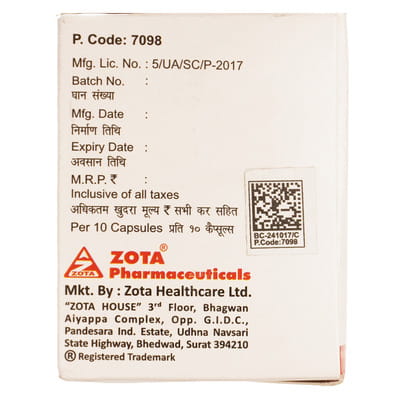 P. Code: 7098
Mfg. Lic. No. : 5/UA/SC/P-2017
Batch No. :
घान संख्या
Mfg. Date :
निर्माण तिथि
Expiry Date :
अवसान तिथि
M.R.P. ₹ :
Inclusive of all taxes
अधिकतम खुदरा मूल्य ₹ सभी कर सहित
Per 10 Capsules प्रति १० कैप्सूल्स
BC-241017/C
P.Code:7098
ZOTA
ZOTA®
Pharmaceuticals
Mkt. By : Zota Healthcare Ltd.
“ZOTA HOUSE” 3rd Floor, Bhagwan
Aiyappa Complex, Opp. G.I.D.C.,
Pandesara Ind. Estate, Udhna Navsari
State Highway, Bhedwad, Surat 394210
® Registered Trademark